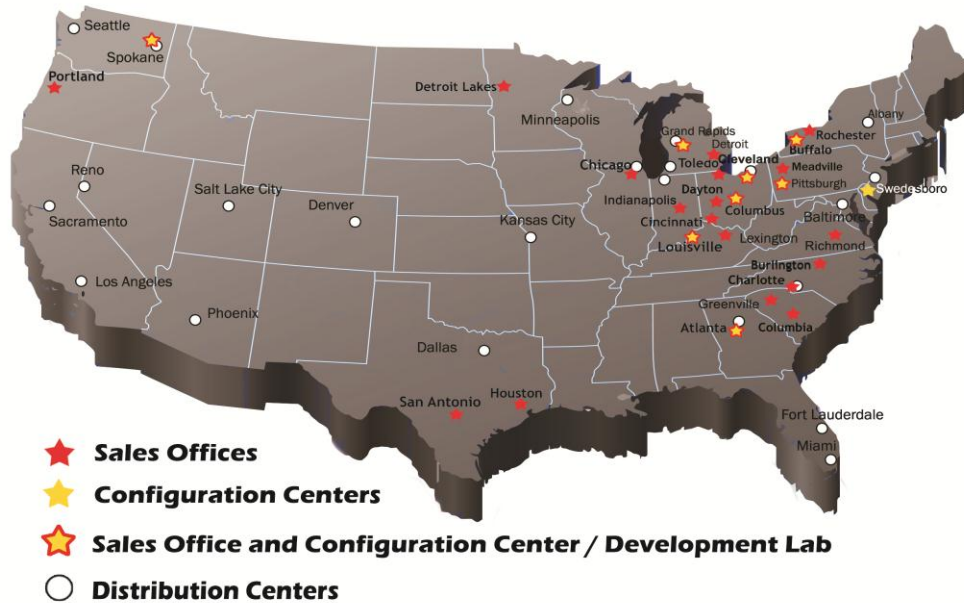 Seattle
Spokane
Portland
Detroit Lakes
Minneapolis
Albany
Rochester
Buffalo
Grand Rapids
Detroit
Chicago
Toledo
Cleveland
Meadville
Pittsburgh
Swedesboro
Reno
Salt Lake City
Sacramento
Denver
Kansas City
Indianapolis
Dayton
Columbus
Baltimore
Cincinnati
Louisville
Lexington
Richmond
Burlington
Charlotte
Los Angeles
Phoenix
Greenville
Atlanta
Columbia
Dallas
San Antonio
Houston
Fort Lauderdale
Miami
Sales Offices
Configuration Centers
Sales Office and Configuration Center / Development Lab
Distribution Centers